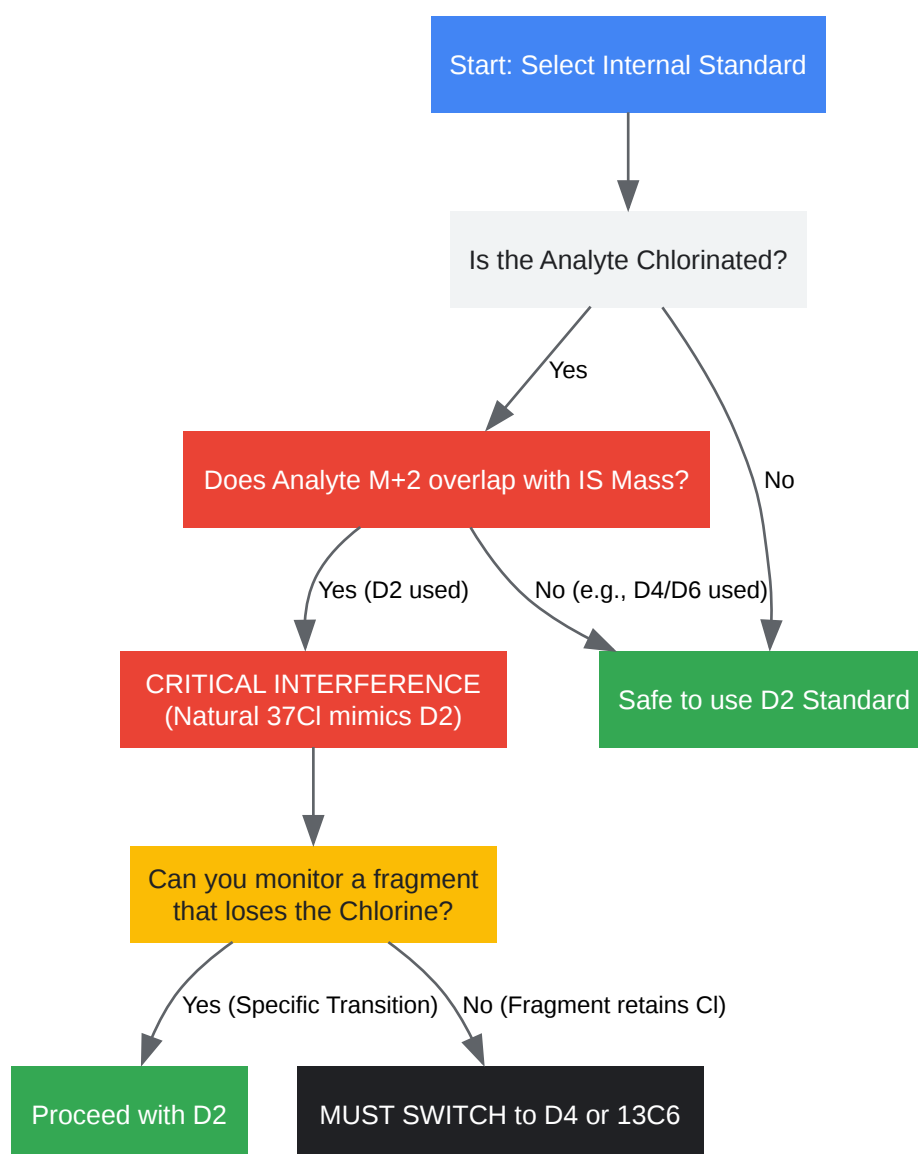 Start: Select Internal Standard
Is the Analyte Chlorinated?
Yes
No
Does Analyte M+2 overlap with IS Mass?
Yes (D2 used)
No (e.g., D4/D6 used)
CRITICAL INTERFERENCE
(Natural 37Cl mimics D2)
Safe to use D2 Standard
Can you monitor a fragment
that loses the Chlorine?
Yes (Specific Transition)
No (Fragment retains Cl)
Proceed with D2
MUST SWITCH to D4 or 13C6